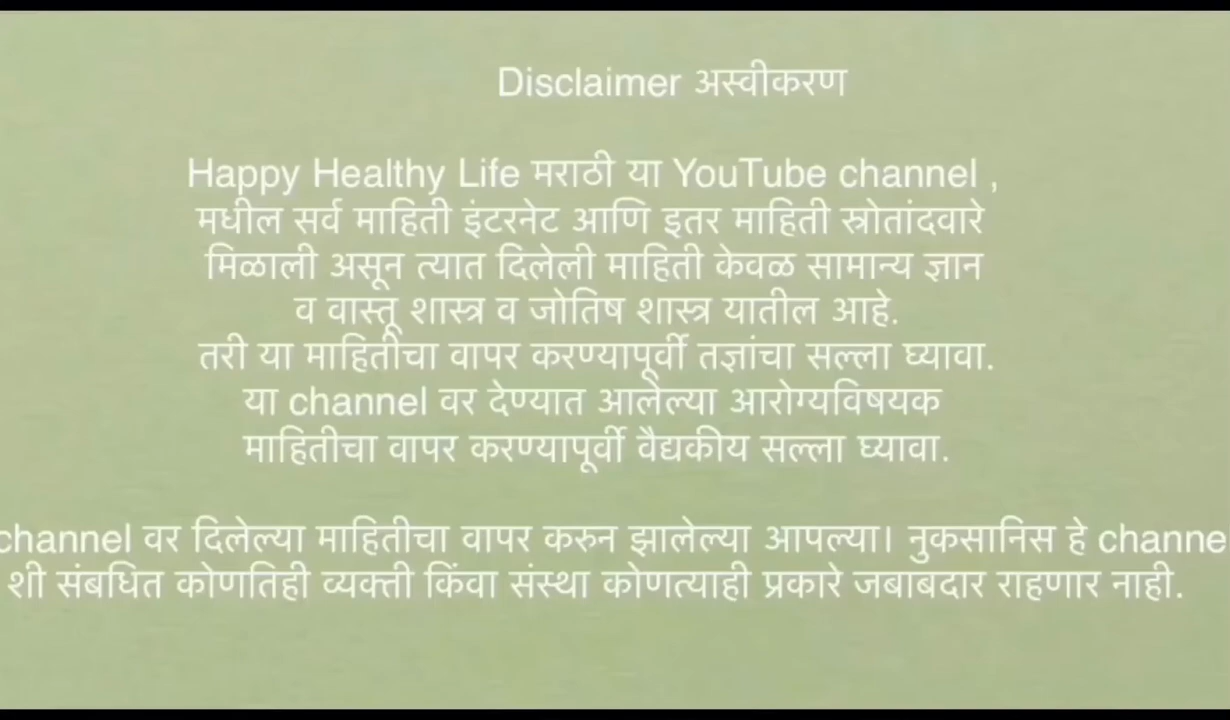 Disclaimer अस्वीकरण
Happy Healthy Life मराठी या YouTube channel ,
मधील सर्व माहिती इंटरनेट आणि इतर माहिती स्रोतांदवारे
मिळाली असून त्यात दिलेली माहिती केवळ सामान्य ज्ञान
व वास्तू शास्त्र व जोतिष शास्त्र यातील आहे.
तरी या माहितीचा वापर करण्यापूर्वी तज्ञांचा सल्ला घ्यावा.
या channel वर देण्यात आलेल्या आरोग्यविषयक
माहितीचा वापर करण्यापूर्वी वैद्यकीय सल्ला घ्यावा.
channel वर दिलेल्या माहितीचा वापर करुन झालेल्या आपल्या। नुकसानिस हे channe
शी संबधित कोणतिही व्यक्ती किंवा संस्था कोणत्याही प्रकारे जबाबदार राहणार नाही.